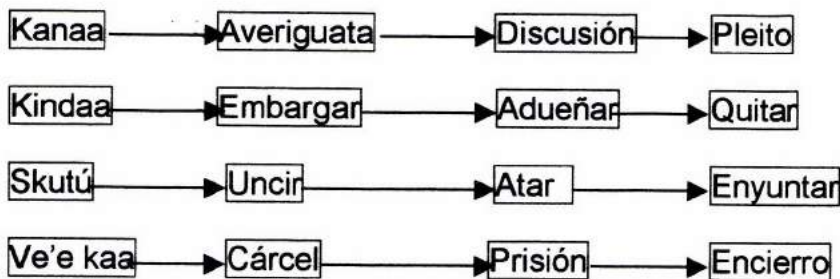 Kanaa Averiguata Discusión Pleito
Kindaa Embargar Adueñar Quitar
Skutú Uncir Atar Enyuntar
Ve'e kaa Cárcel Prisión Encierro